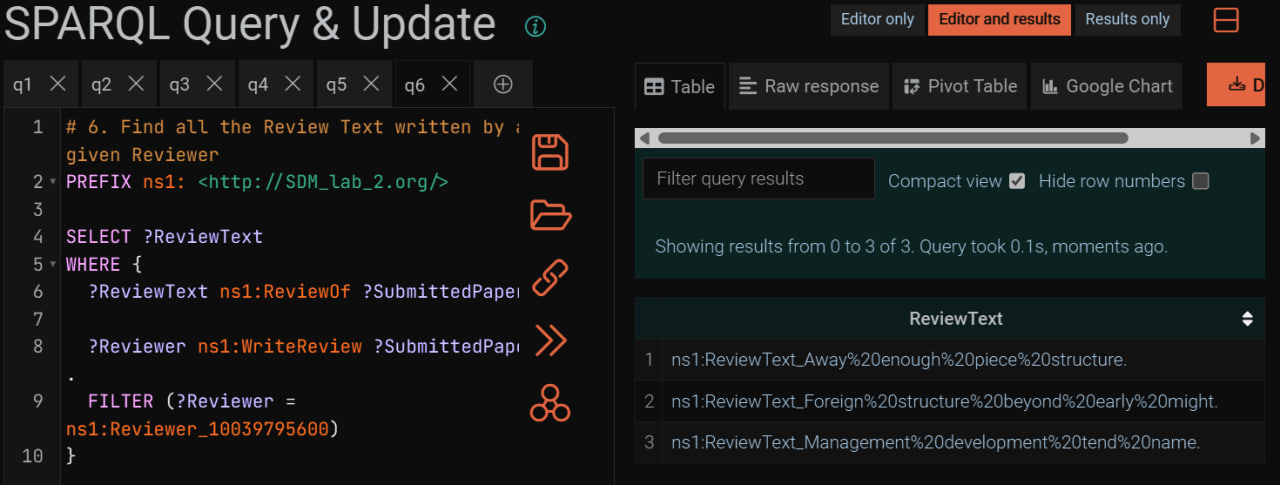 SPARQL Query & Update
Editor only
Editor and results
Results only
q1
q2
q3
q4
q5
q6
Table
Raw response
Pivot Table
Google Chart
1 # 6. Find all the Review Text written by a
given Reviewer
2 PREFIX ns1: <http://SDM_lab_2.org/>
3
4 SELECT ?ReviewText
5 WHERE {
6 ?ReviewText ns1:ReviewOf
7
8 ?Reviewer ns1:WriteReview
.
9 FILTER (?Reviewer =
ns1:Reviewer_10039795600)
10 }
Filter query results
Compact view
Hide row numbers
Showing results from 0 to 3 of 3. Query took 0.1s, moments ago.
ReviewText
1 ns1:ReviewText_Away%20enough%20piece%20structure.
2 ns1:ReviewText_Foreign%20structure%20beyond%20early%20might.
3 ns1:ReviewText_Management%20development%20tend%20name.